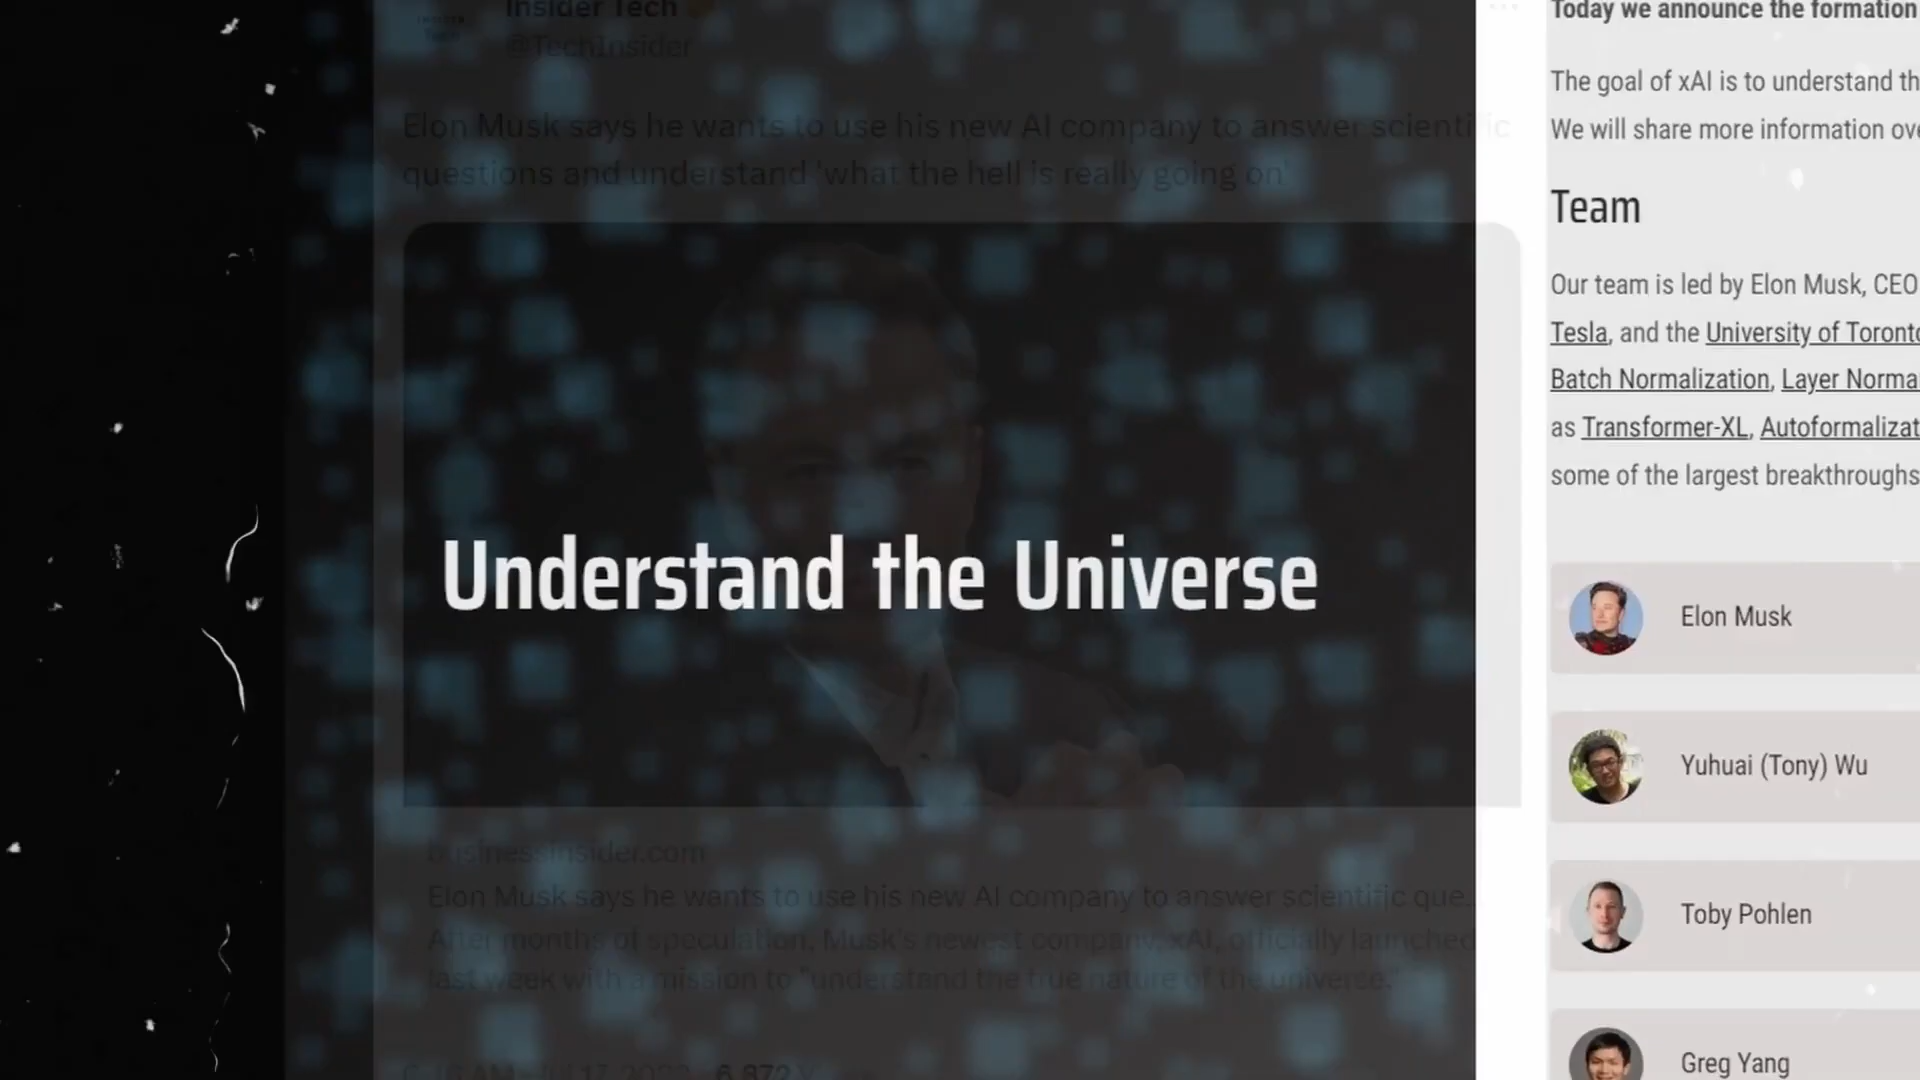 Insider Tech
@TechInsider
Elon Musk says he wants to use his new AI company to answer scientific
questions and understand 'what the hell is really going on'
Understand the Universe
businessinsider.com
Elon Musk says he wants to use his new AI company to answer scientific que...
After months of speculation, Musk's newest company, xAI, officially launched
last week with a mission to "understand the true nature of the universe."
6,872
Today we announce the formation
The goal of xAI is to understand th
We will share more information ov
Team
Our team is led by Elon Musk, CEO
Tesla, and the University of Toronto
Batch Normalization, Layer Norma
as Transformer-XL, Autoformalizat
some of the largest breakthroughs
Elon Musk
Yuhuai (Tony) Wu
Toby Pohlen
Greg Yang